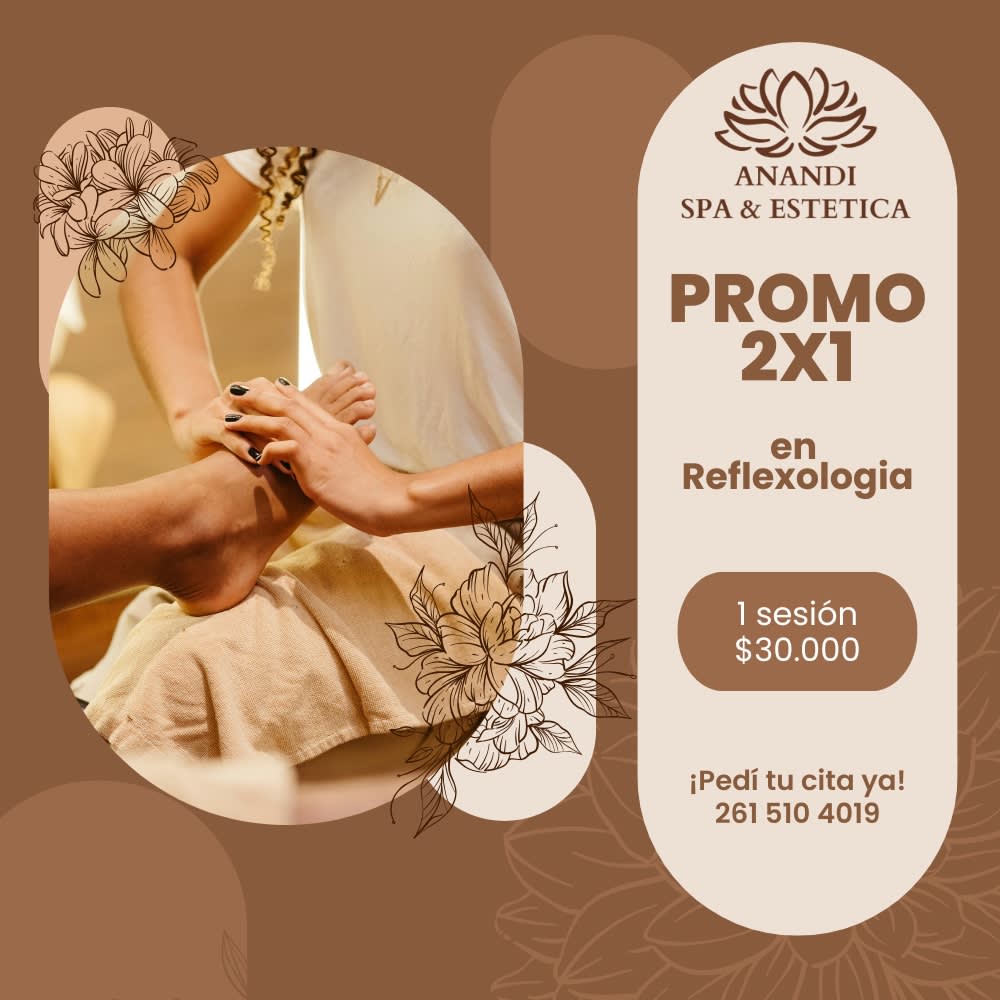 ANANDI
SPA & ESTETICA
PROMO
2X1
en
Reflexologia
1 sesión
$30.000
¡Pedí tu cita ya!
261 510 4019